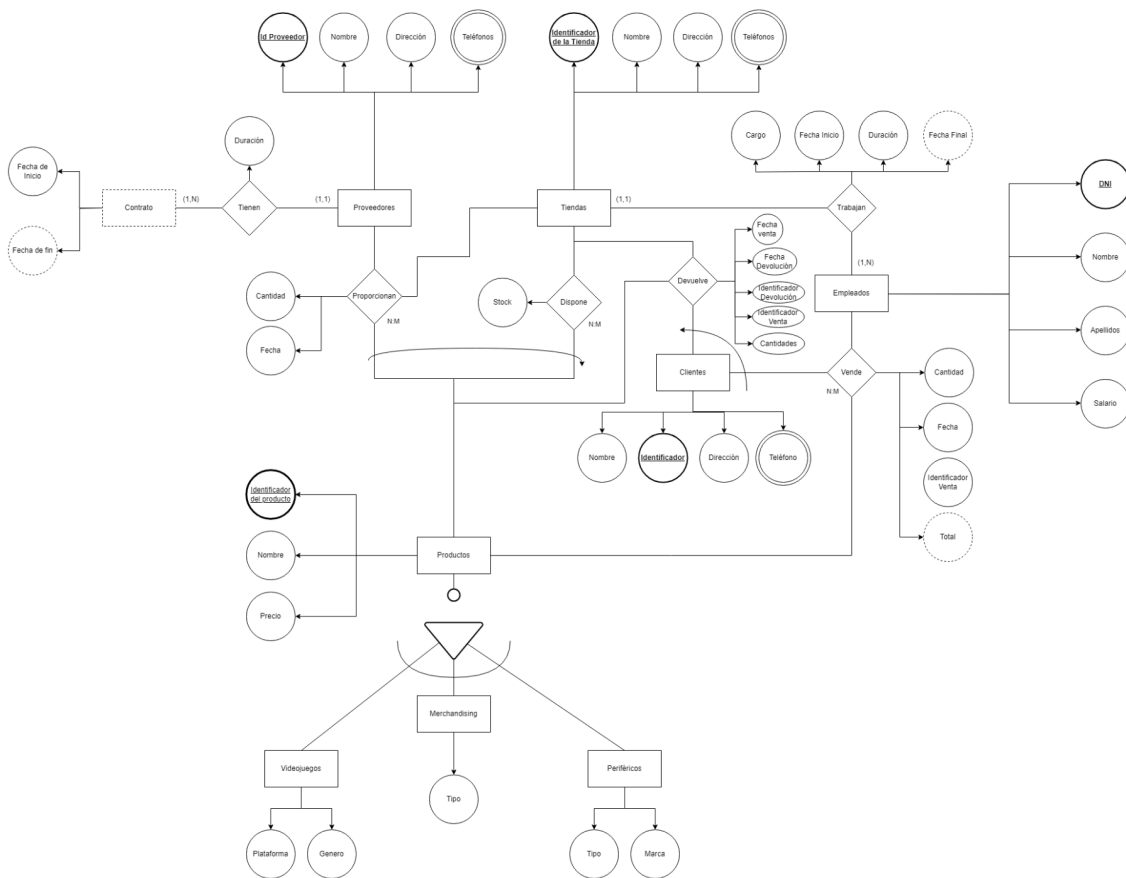 Id Proveedor
Nombre
Dirección
Teléfonos
Identificador
de la Tienda
Nombre
Dirección
Teléfonos
Cargo
Fecha Inicio
Duración
Fecha Final
Duración
Fecha de
Inicio
Contrato
(1,N)
Tienen
(1,1)
Proveedores
Tiendas
(1,1)
Trabajan
DNI
Fecha de fin
Fecha
venta
Fecha
Devolución
Identificador
Devolución
Identificador
Venta
Cantidades
Devuelve
(1,N)
Empleados
Nombre
Cantidad
Proporcionan
N:M
Stock
Dispone
N:M
Fecha
Apellidos
Clientes
Vende
N:M
Cantidad
Salario
Nombre
Identificador
Dirección
Teléfono
Fecha
Identificador
Venta
Total
Identificador
del producto
Nombre
Productos
Precio
Merchandising
Videojuegos
Periféricos
Tipo
Plataforma
Genero
Tipo
Marca